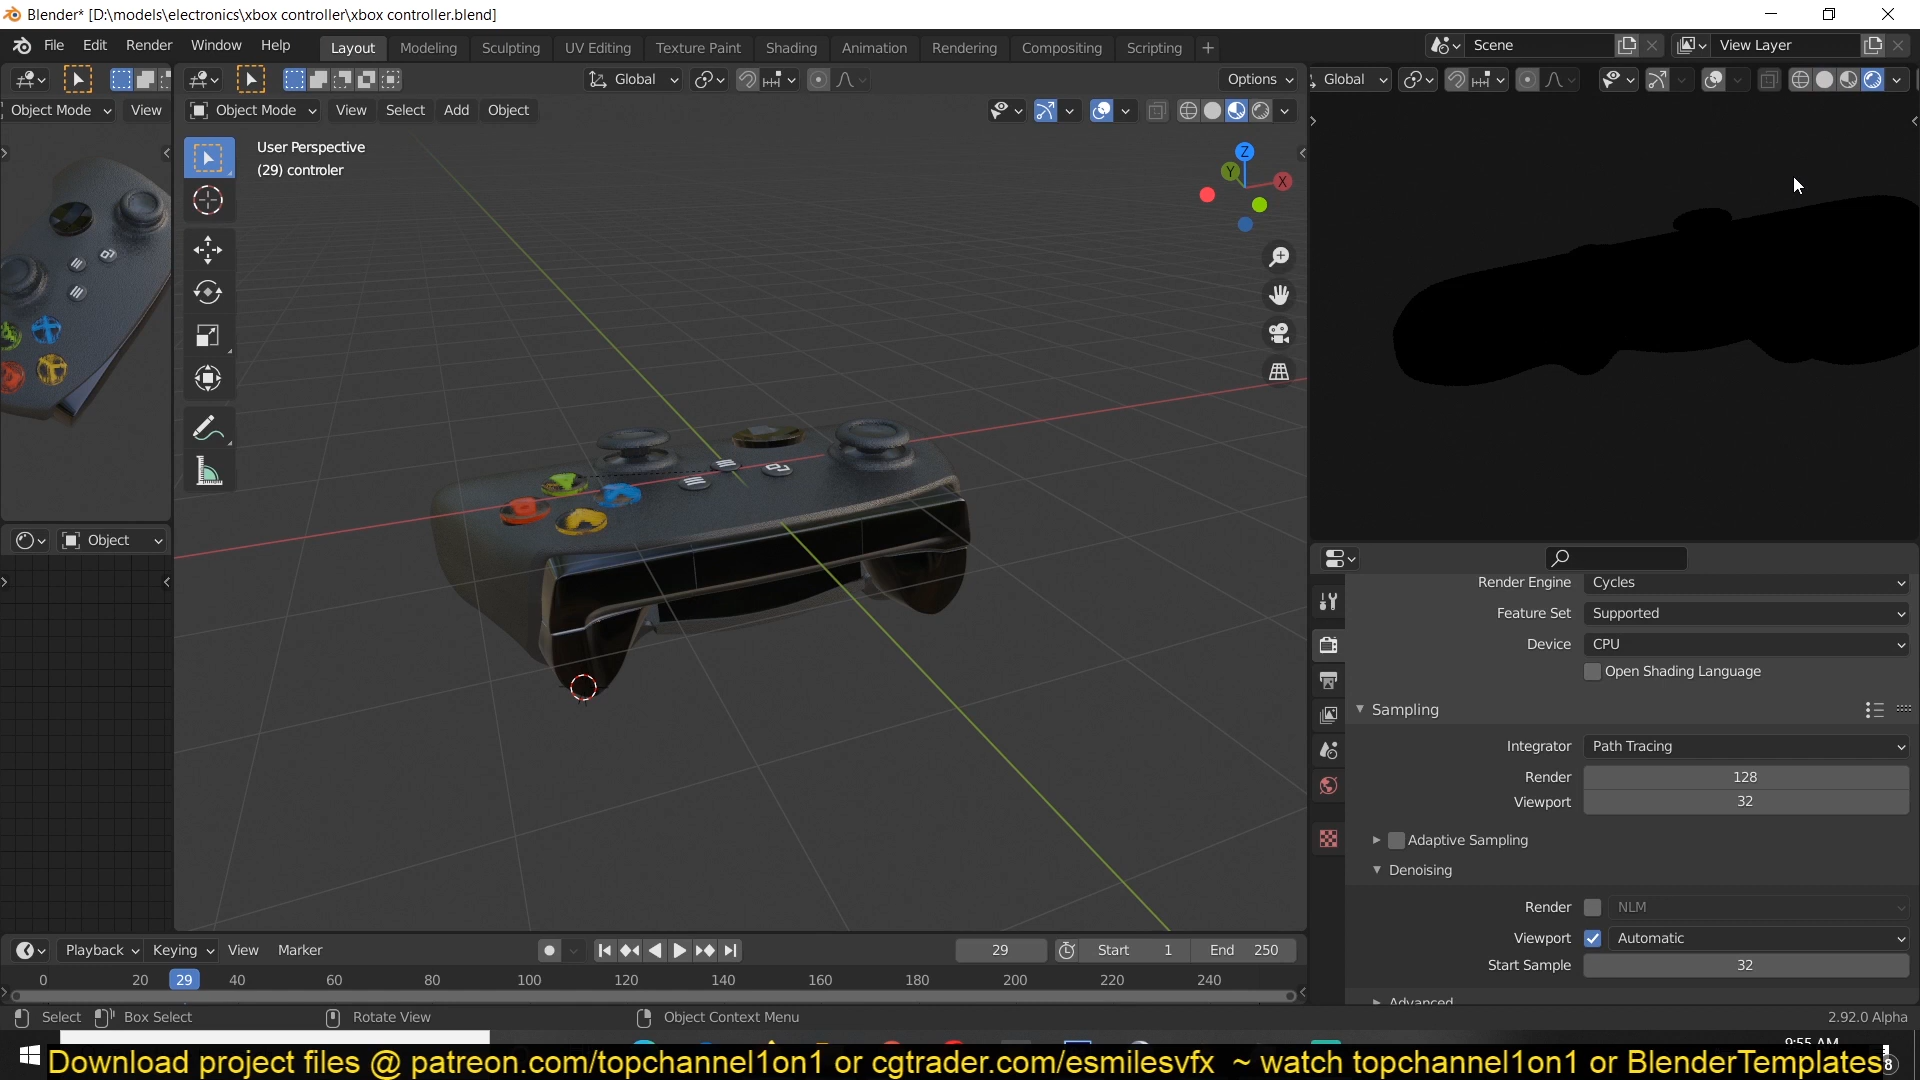 Blender* [D:\models\electronics\xbox controller\xbox controller.blend]
File Edit Render Window Help Layout Modeling Sculpting UV Editing Texture Paint Shading Animation Rendering Compositing Scripting + Scene View Layer
Global Options Global
Object Mode View Object Mode View Select Add Object
User Perspective
(29) controler
Z
Y
X
Object
Render Engine Cycles
Feature Set Supported
Device CPU
Open Shading Language
Sampling
Integrator Path Tracing
Render 128
Viewport 32
Adaptive Sampling
Denoising
Render NLM
Viewport Automatic
Start Sample 32
Advanced
Playback Keying View Marker 29 Start 1 End 250
0 20 29 40 60 80 100 120 140 160 180 200 220 240
Select Box Select Rotate View Object Context Menu 2.92.0 Alpha
9:55 AM
Download project files @ patreon.com/topchannel1on1 or cgtrader.com/esmilesvfx ~ watch topchannel1on1 or BlenderTemplates